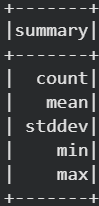 +-------+
|summary|
+-------+
|  count|
|   mean|
| stddev|
|    min|
|    max|
+-------+